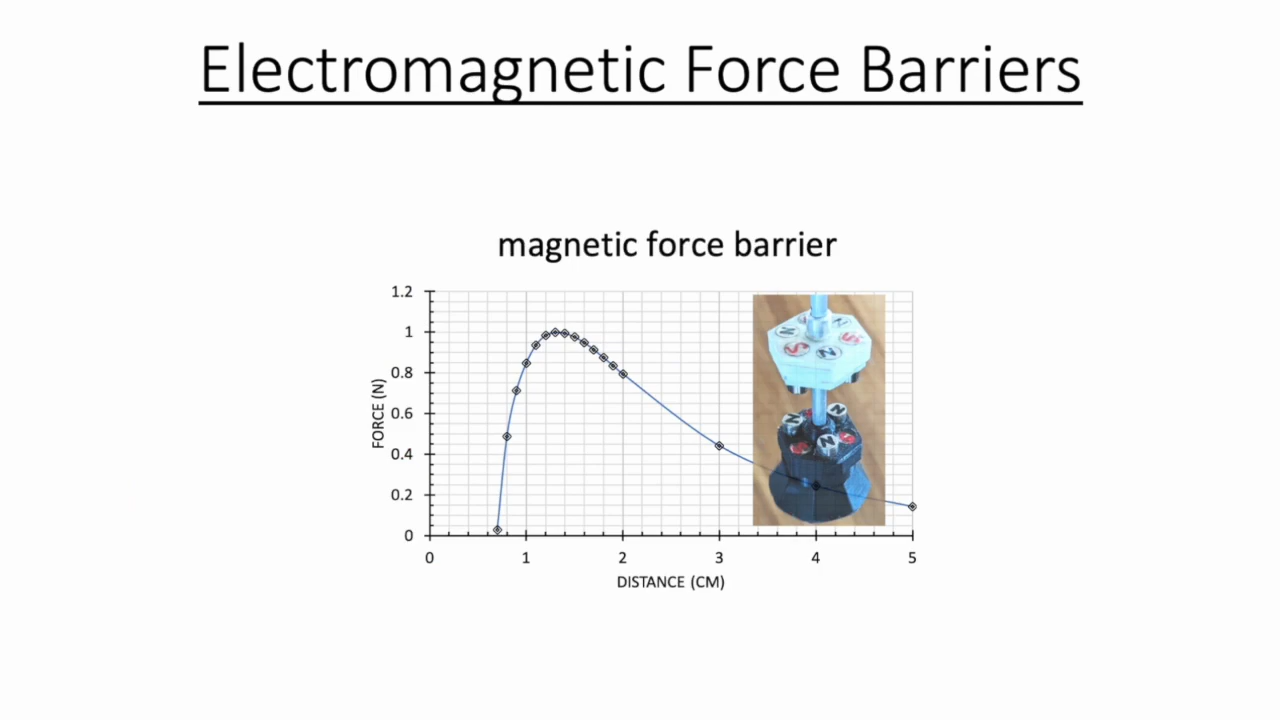 Electromagnetic Force Barriers
magnetic force barrier
1.2
1
0.8
0.6
0.4
0.2
0
FORCE (N)
0 1 2 3 4 5
DISTANCE (CM)
N N
S N S
N N
S N S